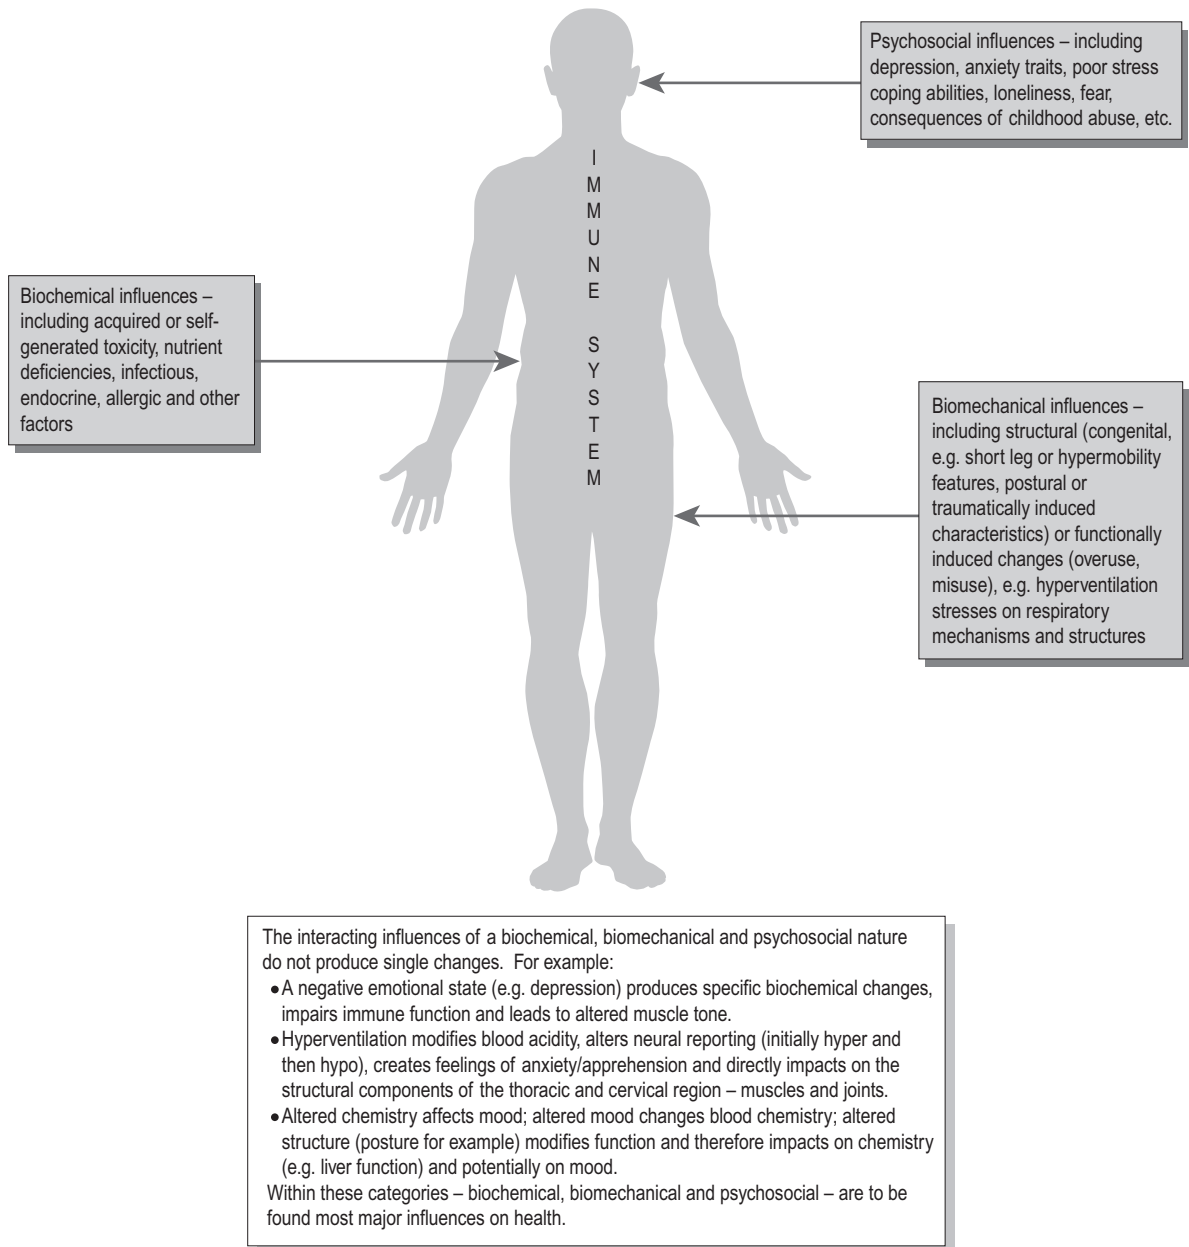 Psychosocial influences – including
depression, anxiety traits, poor stress
coping abilities, loneliness, fear,
consequences of childhood abuse, etc.
I
M
M
U
N
E
S
Y
S
T
E
M
Biochemical influences –
including acquired or self-
generated toxicity, nutrient
deficiencies, infectious,
endocrine, allergic and other
factors
Biomechanical influences –
including structural (congenital,
e.g. short leg or hypermobility
features, postural or
traumatically induced
characteristics) or functionally
induced changes (overuse,
misuse), e.g. hyperventilation
stresses on respiratory
mechanisms and structures
The interacting influences of a biochemical, biomechanical and psychosocial nature
do not produce single changes. For example:
• A negative emotional state (e.g. depression) produces specific biochemical changes,
impairs immune function and leads to altered muscle tone.
• Hyperventilation modifies blood acidity, alters neural reporting (initially hyper and
then hypo), creates feelings of anxiety/apprehension and directly impacts on the
structural components of the thoracic and cervical region – muscles and joints.
• Altered chemistry affects mood; altered mood changes blood chemistry; altered
structure (posture for example) modifies function and therefore impacts on chemistry
(e.g. liver function) and potentially on mood.
Within these categories – biochemical, biomechanical and psychosocial – are to be
found most major influences on health.